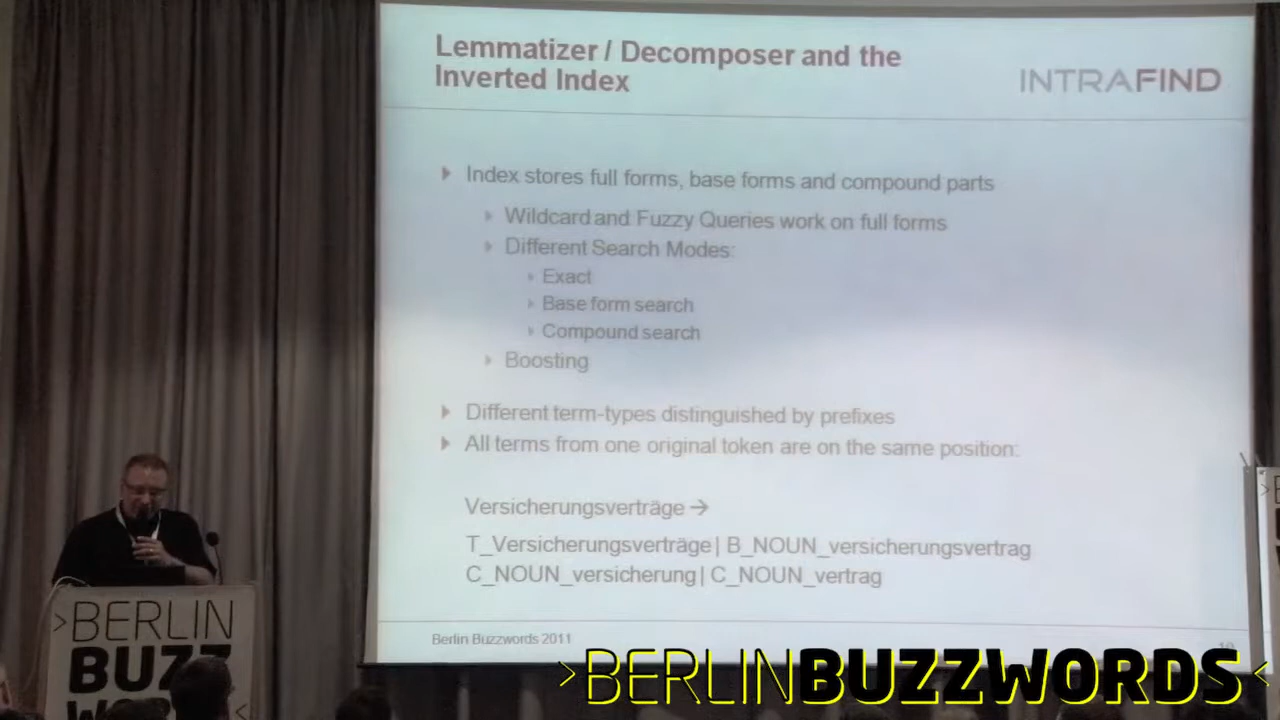 Lemmatizer / Decomposer and the
Inverted Index
INTRAFIND
Index stores full forms, base forms and compound parts
Wildcard and Fuzzy Queries work on full forms
Different Search Modes:
Exact
Base form search
Compound search
Boosting
Different term-types distinguished by prefixes
All terms from one original token are on the same position:
Versicherungsverträge →
T_Versicherungsverträge| B_NOUN_versicherungsvertrag
C_NOUN_versicherung| C_NOUN_vertrag
Berlin Buzzwords 2011
>BERLIN
BUZZ
>BERLINBUZZWORDS<